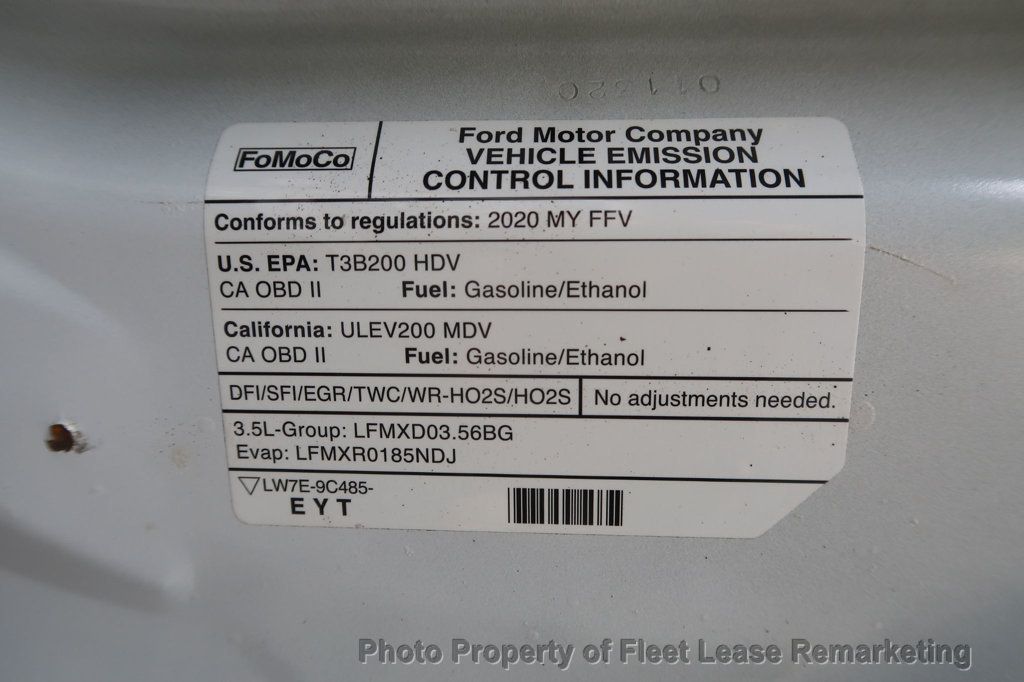 FoMoCo
Ford Motor Company
VEHICLE EMISSION
CONTROL INFORMATION
Conforms to regulations: 2020 MY FFV
U.S. EPA: T3B200 HDV
CA OBD II Fuel: Gasoline/Ethanol
California: ULEV200 MDV
CA OBD II Fuel: Gasoline/Ethanol
DFI/SFI/EGR/TWC/WR-HO2S/HO2S No adjustments needed.
3.5L-Group: LFMXD03.56BG
Evap: LFMXR0185NDJ
LW7E-9C485-
E Y T
Photo Property of Fleet Lease Remarketing